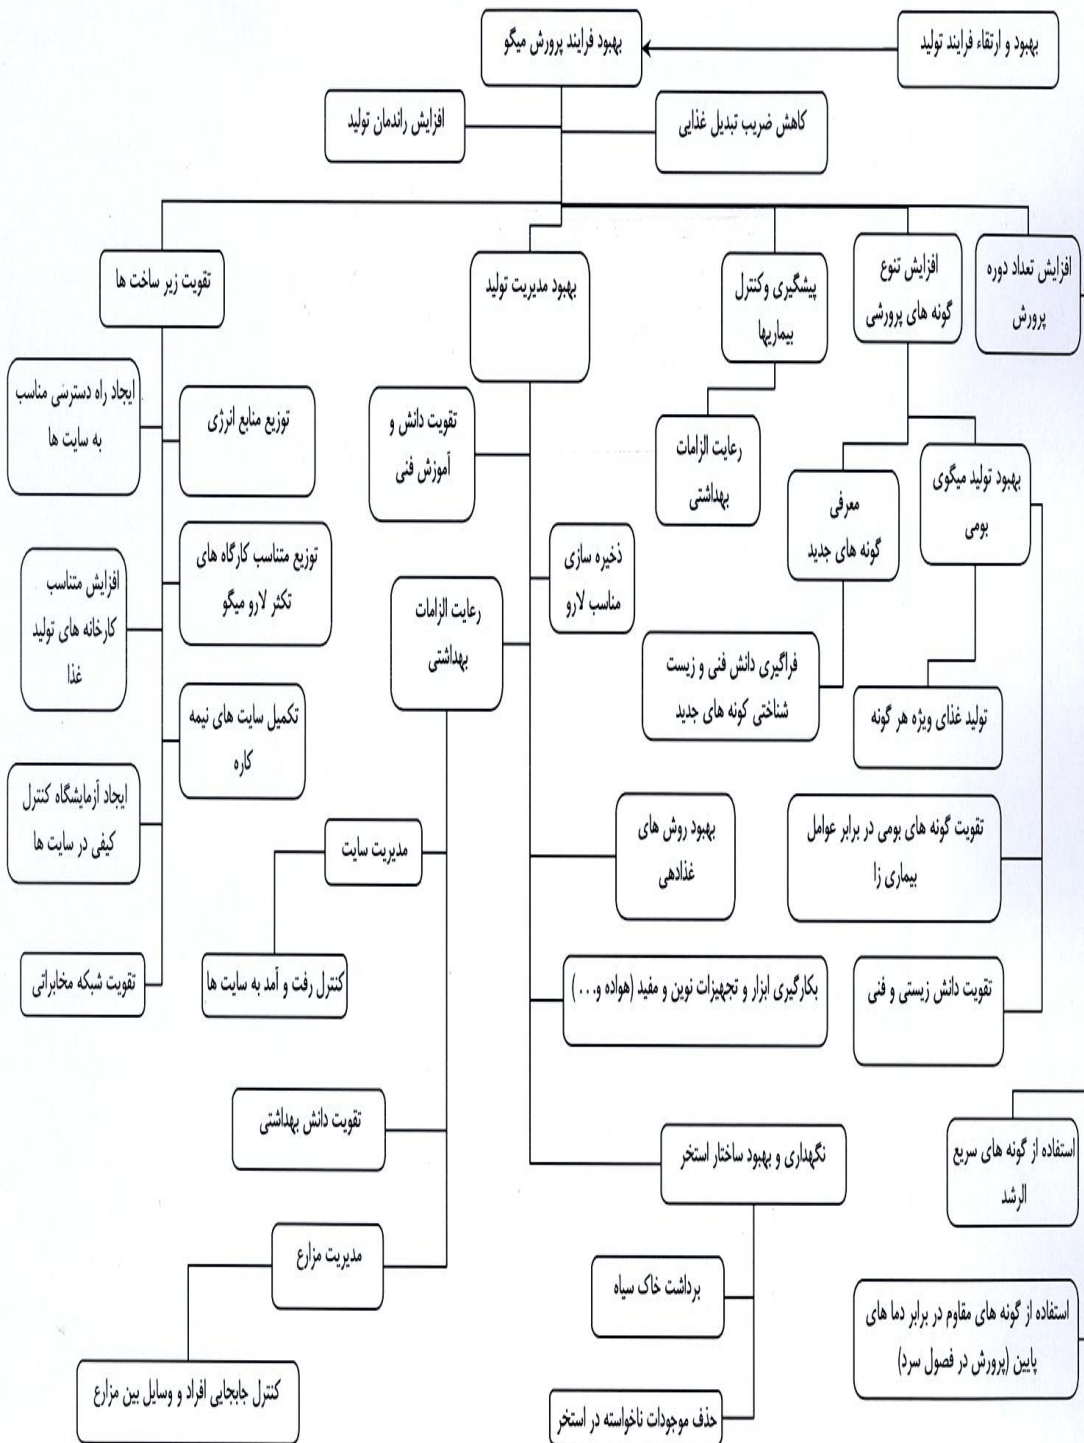 بهبود و ارتقاء فرایند تولید
بهبود فرایند پرورش میگو
کاهش ضریب تبدیل غذایی
افزایش راندمان تولید
افزایش تعداد دوره
پرورش
افزایش تنوع
گونه های پرورشی
پیشگیری وکنترل
بیماریها
بهبود مدیریت تولید
تقویت زیر ساخت ها
ایجاد راه دسترسی مناسب
به سایت ها
توزیع منابع انرژی
تقویت دانش و
آموزش فنی
رعایت الزامات
بهداشتی
معرفی
گونه های جدید
بهبود تولید میگوی
بومی
توزیع متناسب کارگاه های
تکثر لارو میگو
افزایش متناسب
کارخانه های تولید
غذا
رعایت الزامات
بهداشتی
ذخیره سازی
مناسب لارو
فراگیری دانش فنی و زیست
شناختی کونه های جدید
تولید غذای ویژه هر گونه
تکمیل سایت های نیمه
کاره
ایجاد آزمایشگاه کنترل
کیفی در سایت ها
مدیریت سایت
بهبود روش های
غذادهی
تقویت گونه های بومی در برابر عوامل
بیماری زا
تقویت شبکه مخابراتی
کنترل رفت و آمد به سایت ها
بکارگیری ابزار و تجهیزات نوین و مفید (هواده و... )
تقویت دانش زیستی و فنی
تقویت دانش بهداشتی
نگهداری و بهبود ساختار استخر
استفاده از گونه های سریع
الرشد
مدیریت مزارع
برداشت خاک سیاه
استفاده از گونه های مقاوم در برابر دما های
پایین (پرورش در فصول سرد)
کنترل جابجایی افراد و وسایل بین مزارع
حذف موجودات ناخواسته در استخر